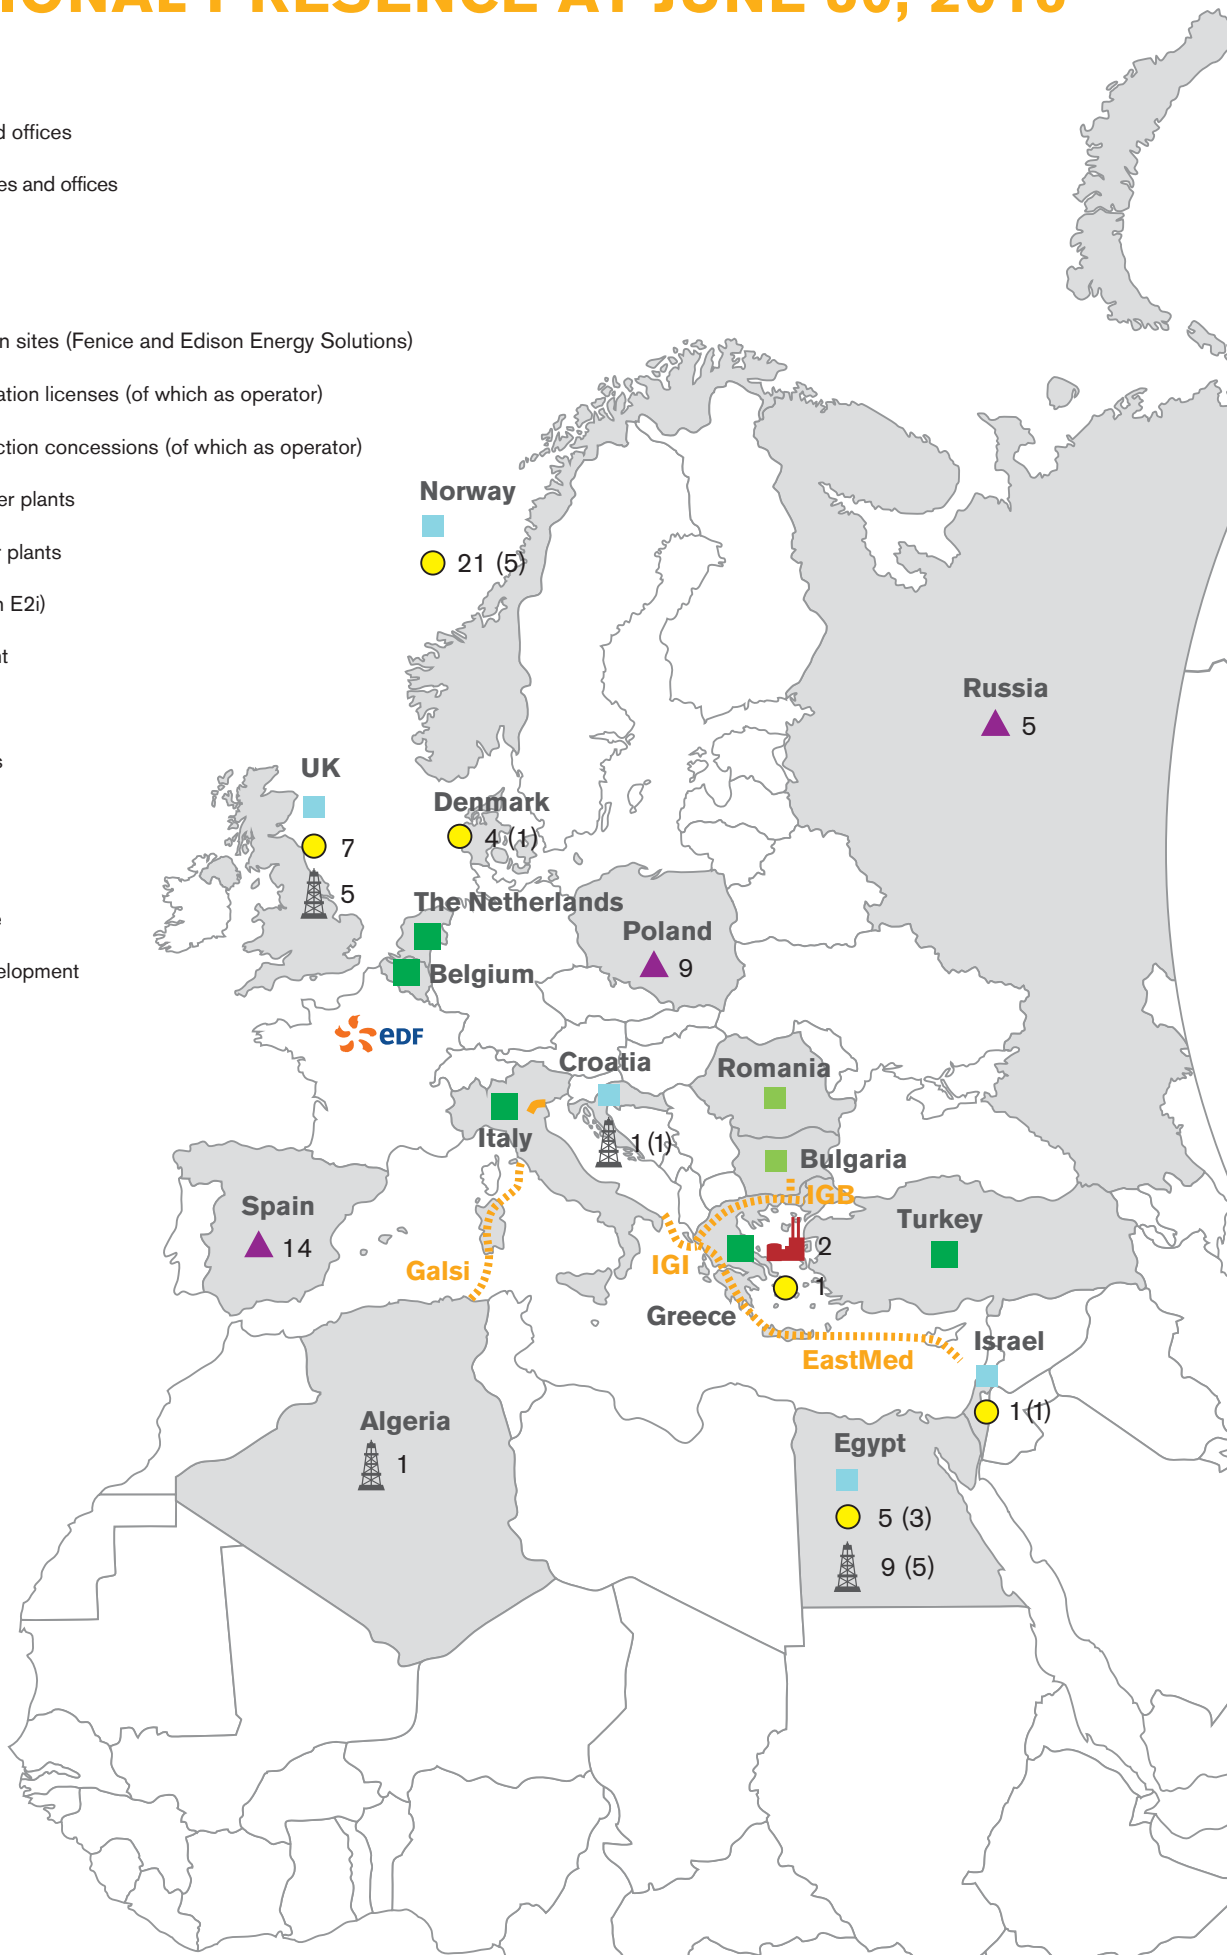 d offices
es and offices
n sites (Fenice and Edison Energy Solutions)
ation licenses (of which as operator)
ction concessions (of which as operator)
er plants
r plants
n E2i)
nt
s
e
elopment
Norway
21 (5)
Russia
5
UK
7
5
Denmark
4 (1)
The Netherlands
Belgium
Poland
9
eDF
Croatia
1 (1)
Romania
Italy
Bulgaria
IGB
Spain
14
Turkey
Galsi
IGI
2
1
Greece
EastMed
Israel
1 (1)
Algeria
1
Egypt
5 (3)
9 (5)